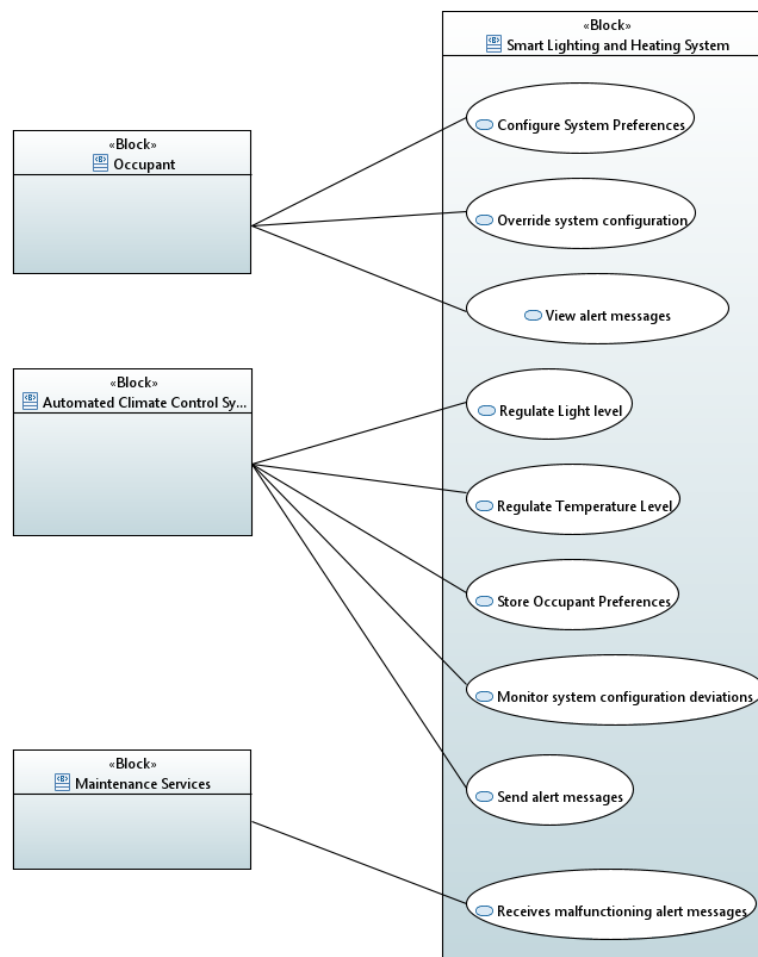 «Block»
Smart Lighting and Heating System
Configure System Preferences
«Block»
Occupant
Override system configuration
View alert messages
«Block»
Automated Climate Control Sy...
Regulate Light level
Regulate Temperature Level
Store Occupant Preferences
Monitor system configuration deviations
«Block»
Maintenance Services
Send alert messages
Receives malfunctioning alert messages